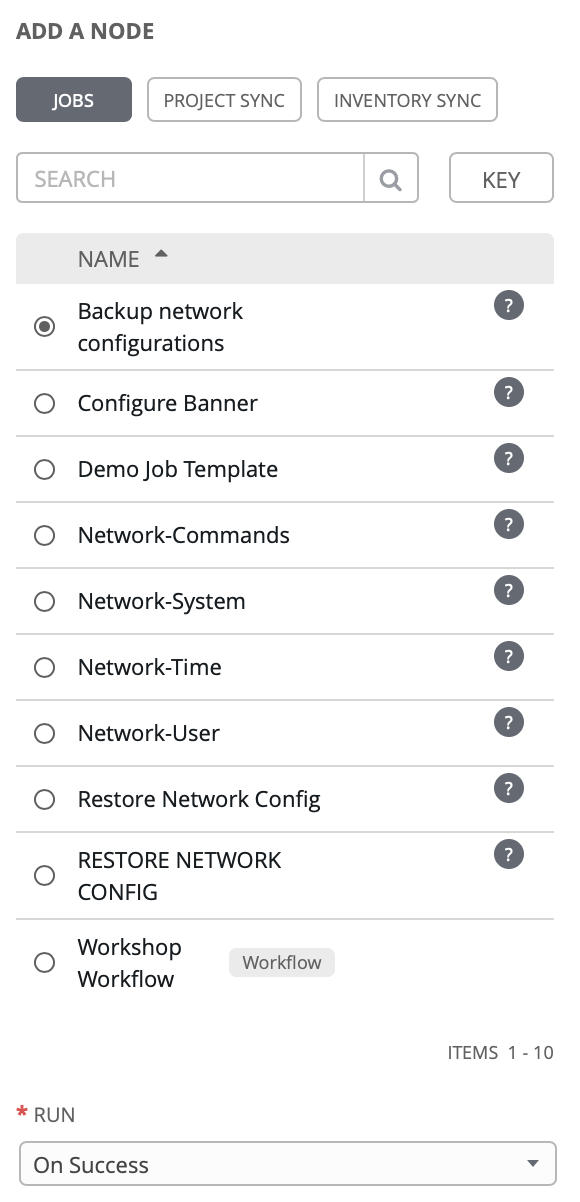 ADD A NODE
JOBS
PROJECT SYNC
INVENTORY SYNC
SEARCH
KEY
NAME
Backup network
configurations
?
Configure Banner
?
Demo Job Template
?
Network-Commands
?
Network-System
?
Network-Time
?
Network-User
?
Restore Network Config
?
RESTORE NETWORK
CONFIG
?
Workshop
Workflow
Workflow
ITEMS 1 - 10
* RUN
On Success